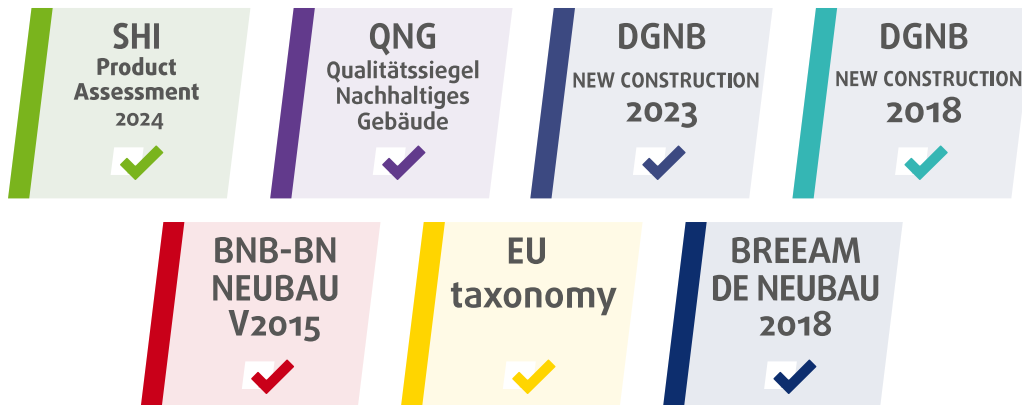 SHI
Product
Assessment
2024
QNG
Qualitätssiegel
Nachhaltiges
Gebäude
DGNB
NEW CONSTRUCTION
2023
DGNB
NEW CONSTRUCTION
2018
BNB-BN
NEUBAU
V2015
EU
taxonomy
BREEAM
DE NEUBAU
2018